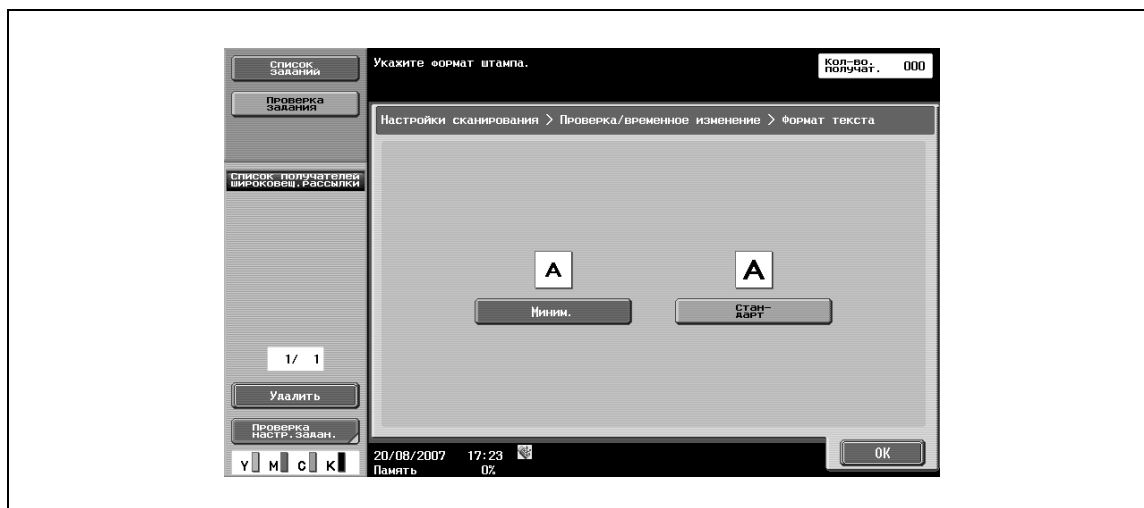 Список
заданий
Проверка
задания
Список получателей
широковещ.рассылки
1/ 1
Удалить
Проверка
настр.задан.
Y M C K
Укажите формат штампа.
Кол-во.
получат. 000
Настройки сканирования > Проверка/временное изменение > Формат текста
A
A
Миним.
Стан-
дарт
20/08/2007 17:23
Память 0%
OK